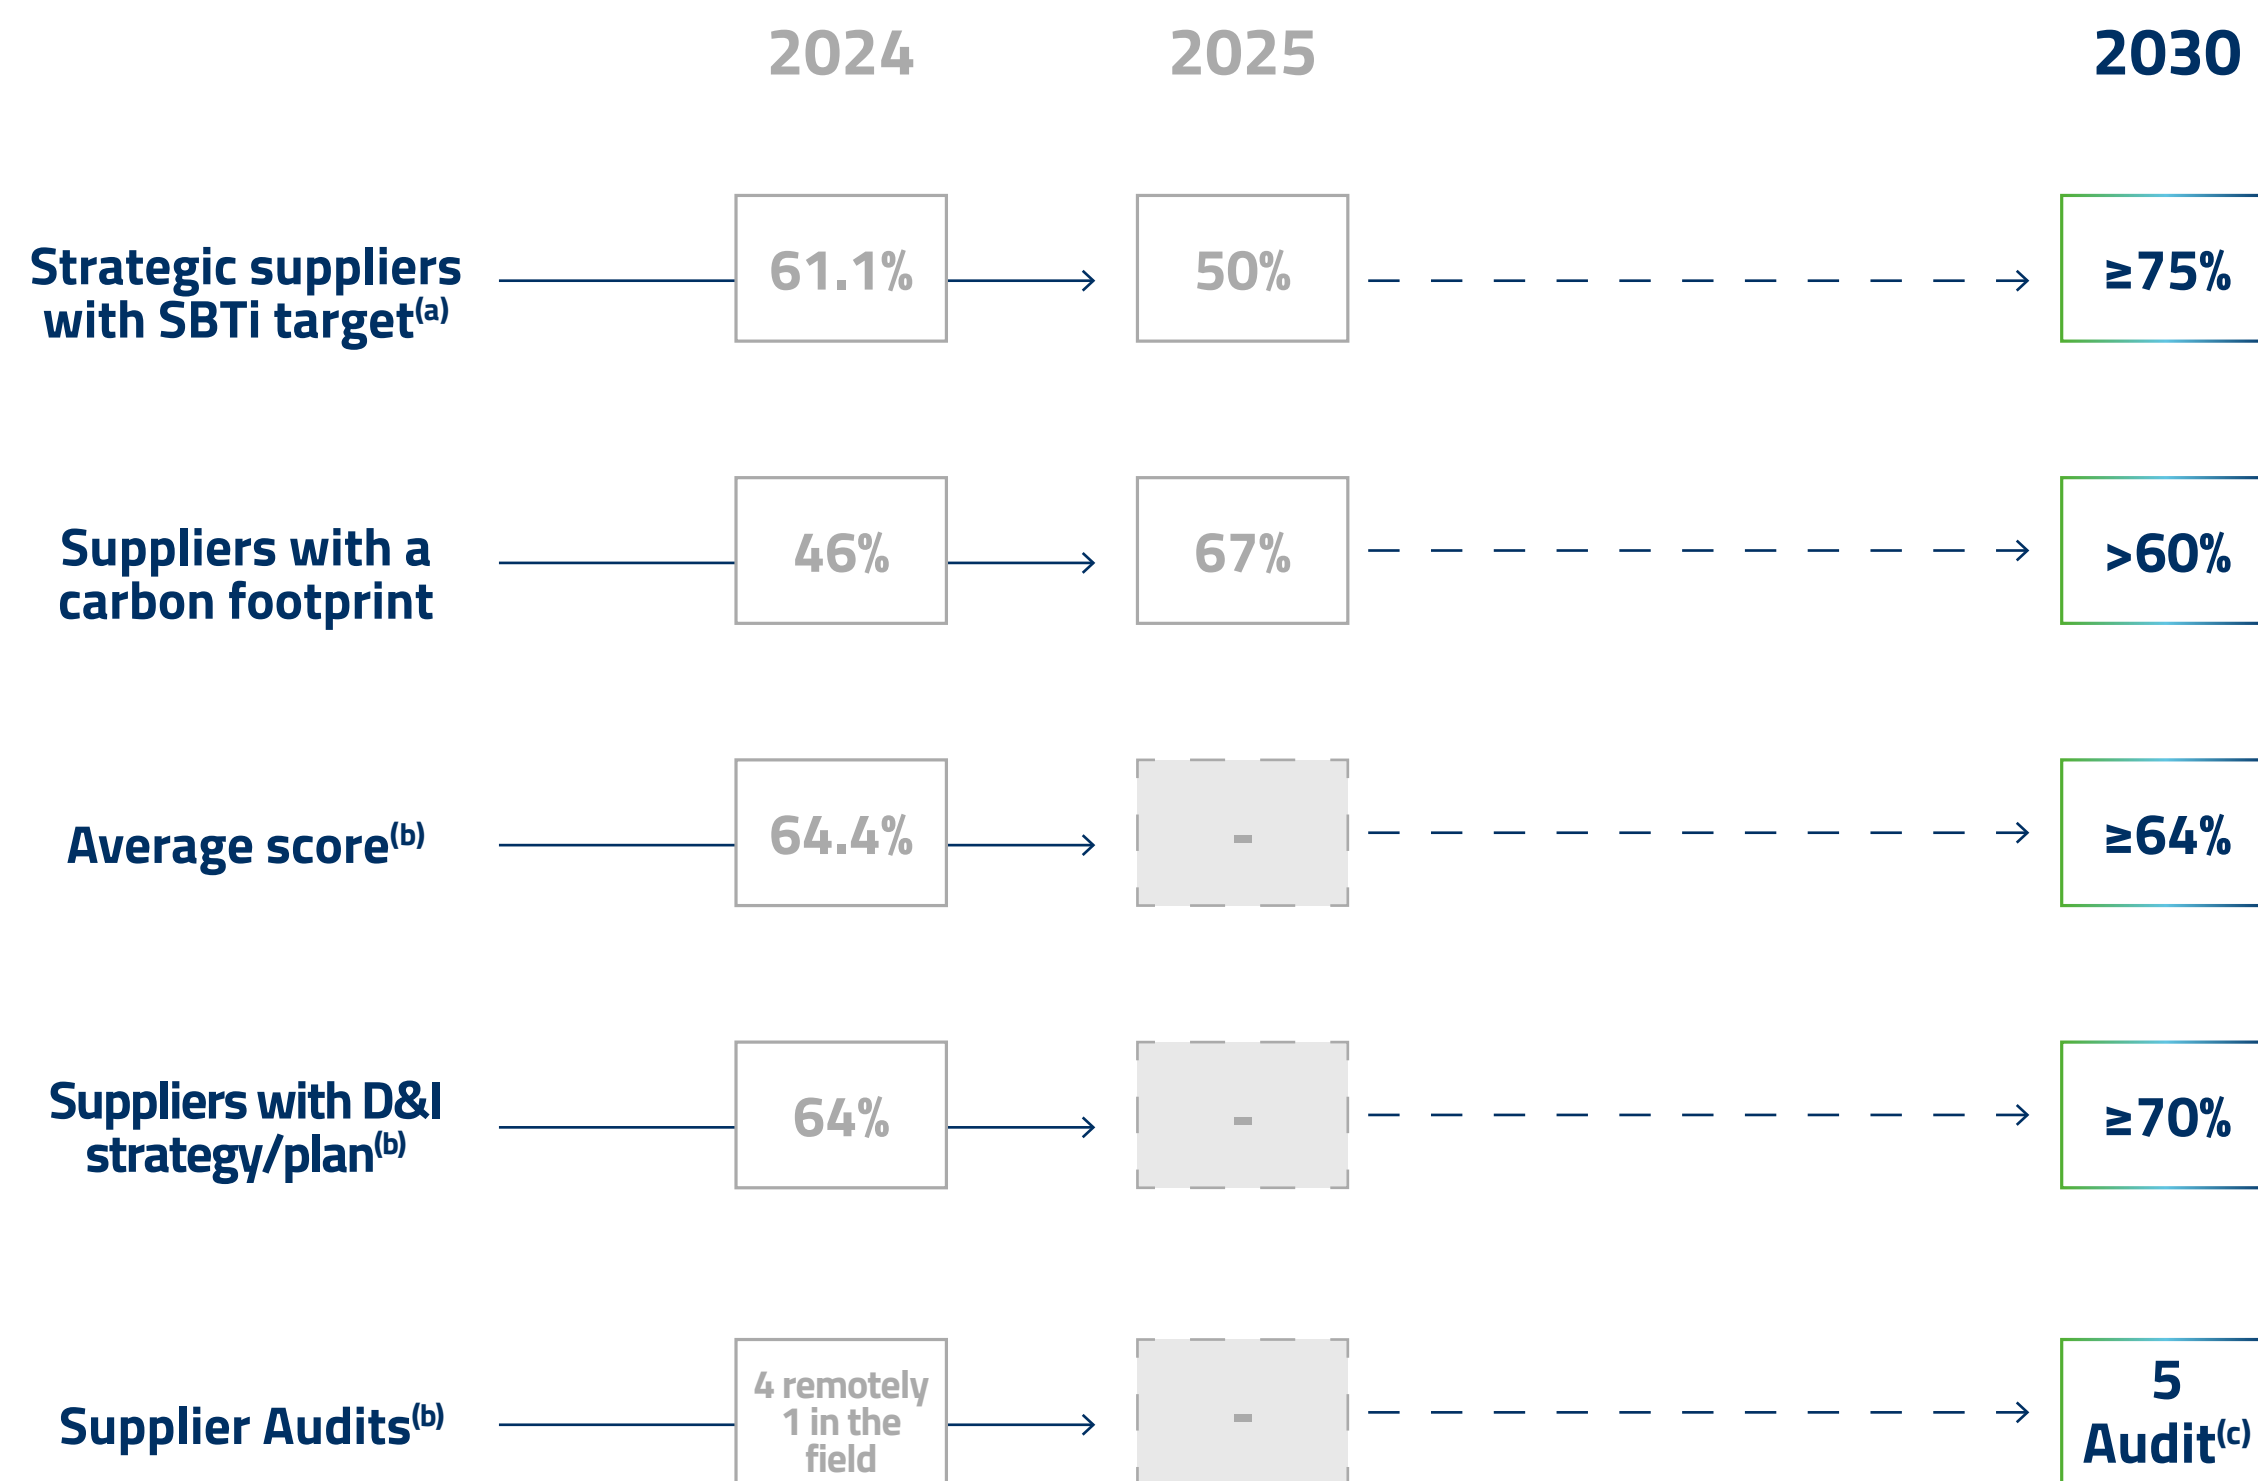 2024 2025 2030
Strategic suppliers
with SBTi target(a)
61.1% 50% ≥75%
Suppliers with a
carbon footprint
46% 67% >60%
Average score(b)
64.4% - ≥64%
Suppliers with D&I
strategy/plan(b)
64% - ≥70%
Supplier Audits(b)
4 remotely
1 in the
field
-
5
Audit(c)